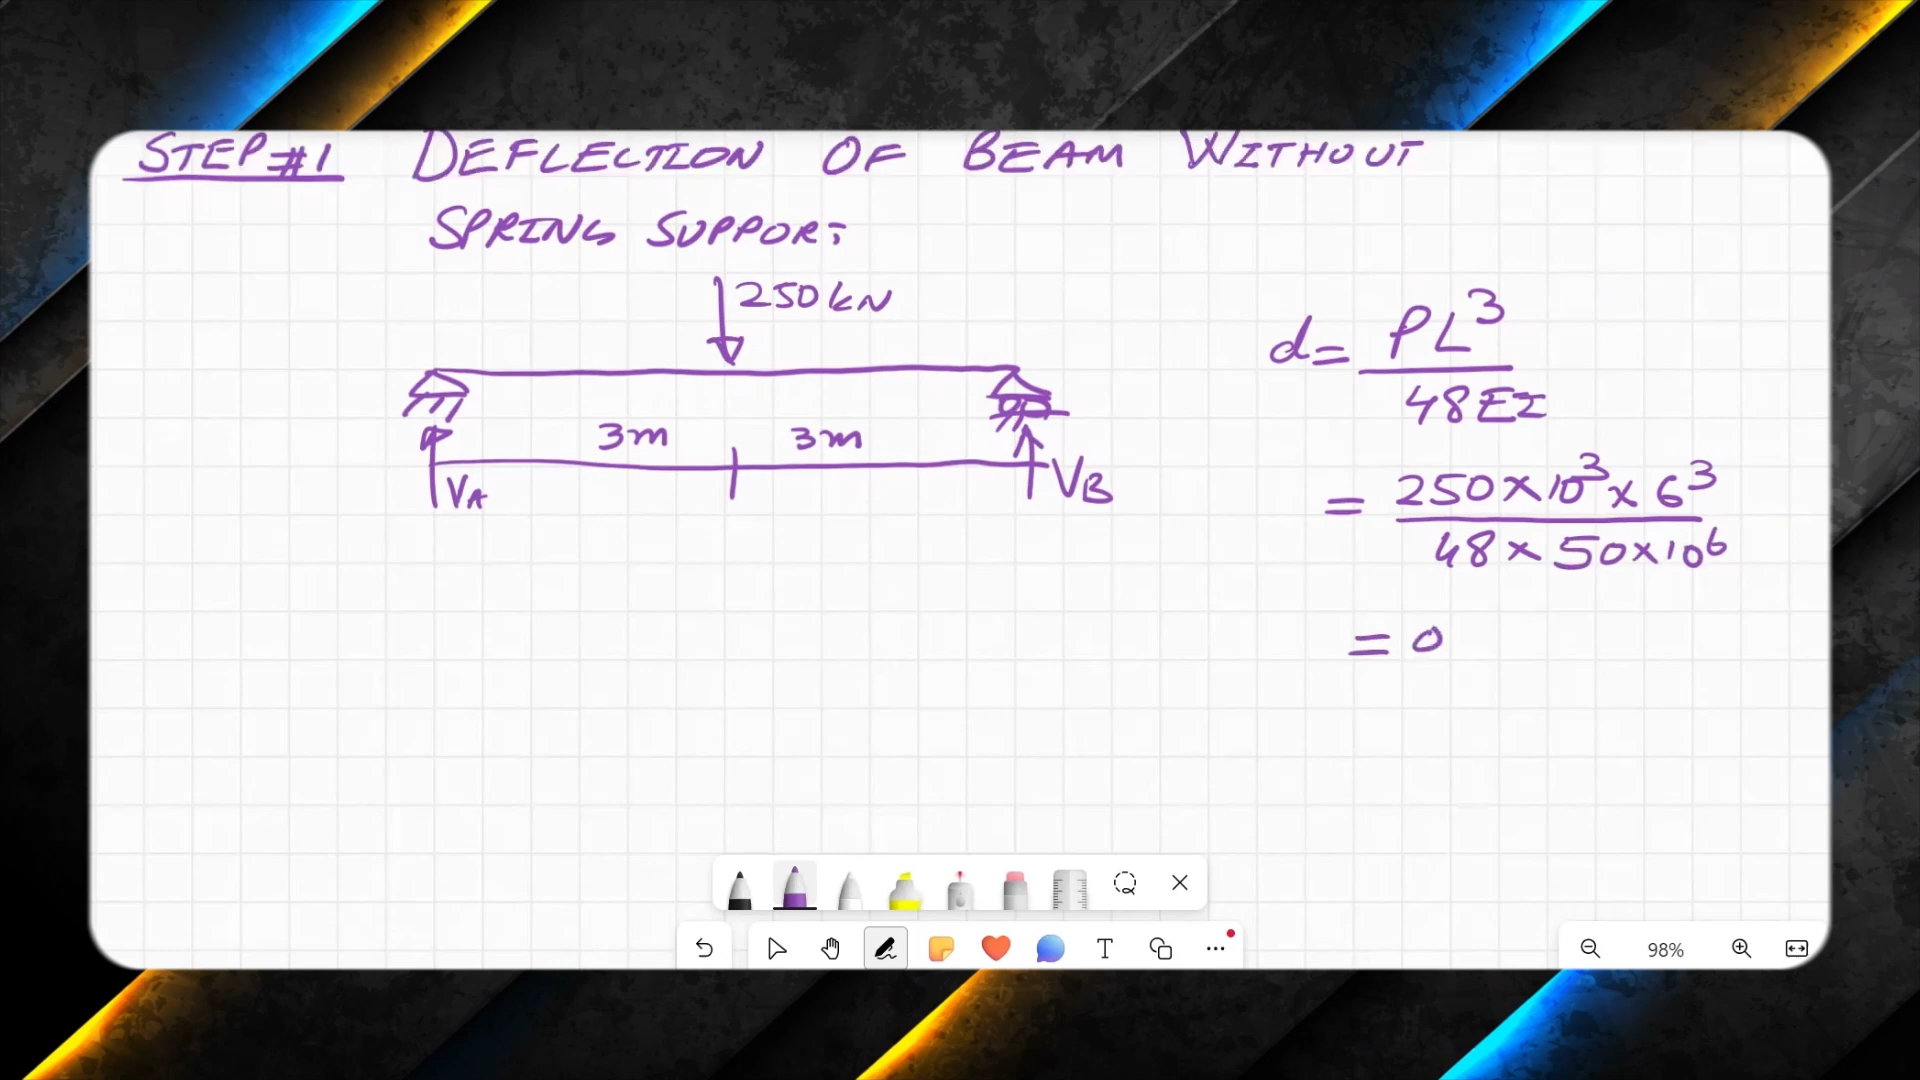 STEP #1 DEFLECTION OF BEAM WITHOUT
SPRING SUPPORT
250kN
3m 3m
VA VB
d= PL³
48EI
= 250×10³× 6³
48 × 50×10⁶
= 0
T
98%